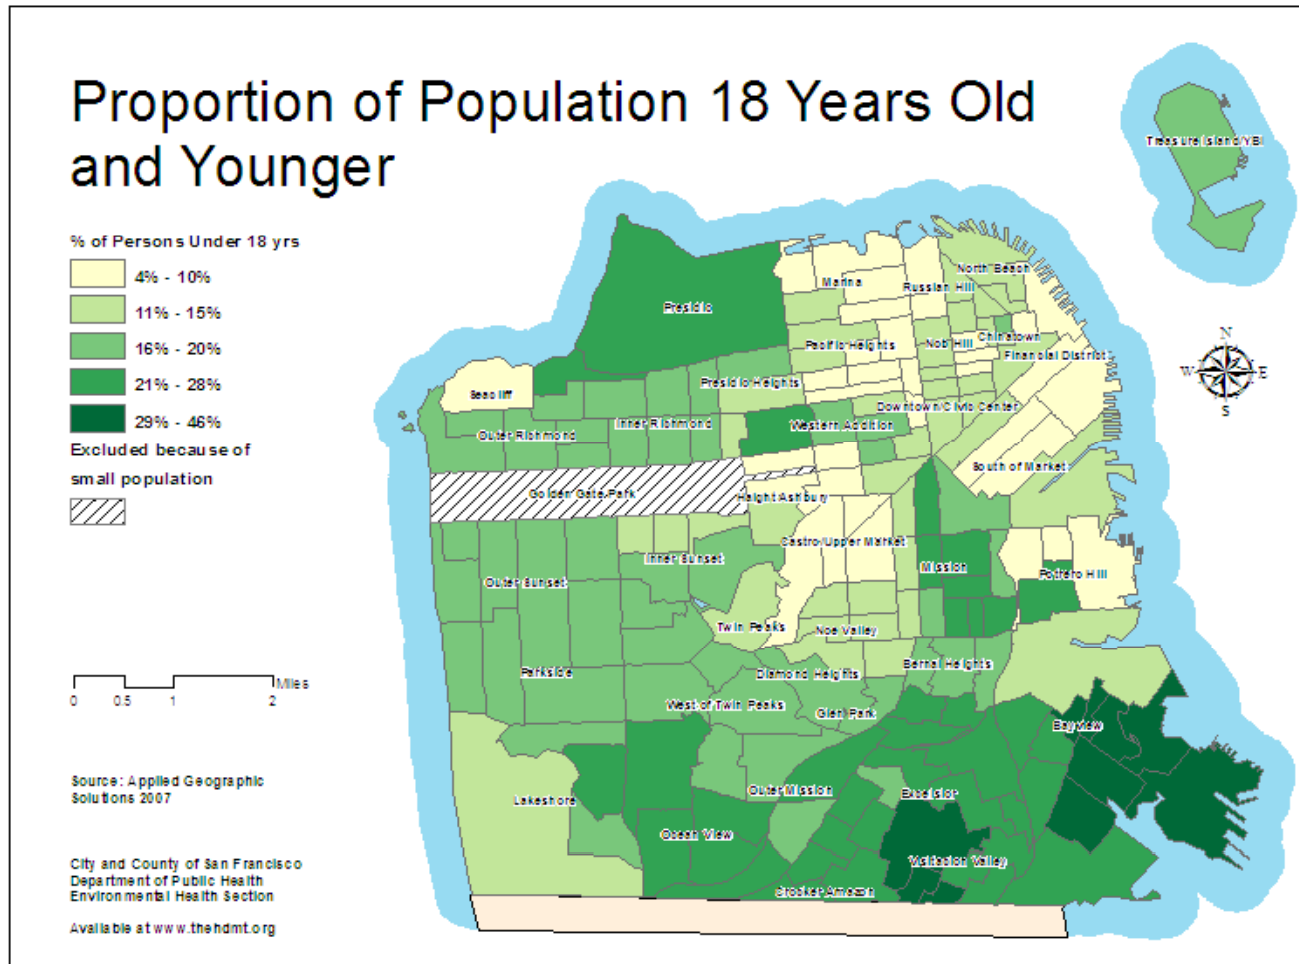 Proportion of Population 18 Years Old
and Younger
% of Persons Under 18 yrs
4% - 10%
11% - 15%
16% - 20%
21% - 28%
29% - 46%
Excluded because of
small population
Treasure Island/YBI
N
W E
S
North Beach
Marina
Russian Hill
Presidio
Chinatown
Pacific Heights
Nob Hill
Financial District
Presidio Heights
Seacliff
Downtown/Civic Center
Inner Richmond
Western Addition
Outer Richmond
South of Market
Golden Gate Park
Haight Ashbury
Castro/Upper Market
Inner Sunset
Mission
Potrero Hill
Outer Sunset
Twin Peaks
Noe Valley
Bernal Heights
Parkside
Diamond Heights
West of Twin Peaks
Glen Park
Bayview
Outer Mission
Excelsior
Lakeshore
Ocean View
Visitacion Valley
Crocker Amazon
Miles
0 0.5 1 2
Source: Applied Geographic
Solutions 2007
City and County of San Francisco
Department of Public Health
Environmental Health Section
Available at www.thehdmt.org